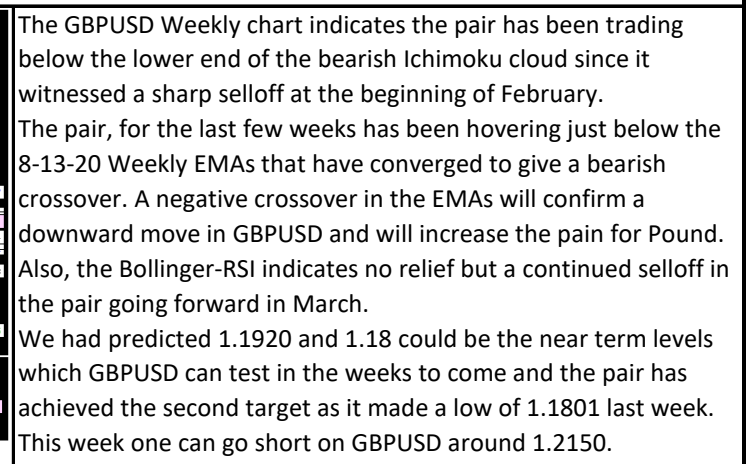 The GBPUSD Weekly chart indicates the pair has been trading
below the lower end of the bearish Ichimoku cloud since it
witnessed a sharp selloff at the beginning of February.
The pair, for the last few weeks has been hovering just below the
8-13-20 Weekly EMAs that have converged to give a bearish
crossover. A negative crossover in the EMAs will confirm a
downward move in GBPUSD and will increase the pain for Pound.
Also, the Bollinger-RSI indicates no relief but a continued selloff in
the pair going forward in March.
We had predicted 1.1920 and 1.18 could be the near term levels
which GBPUSD can test in the weeks to come and the pair has
achieved the second target as it made a low of 1.1801 last week.
This week one can go short on GBPUSD around 1.2150.